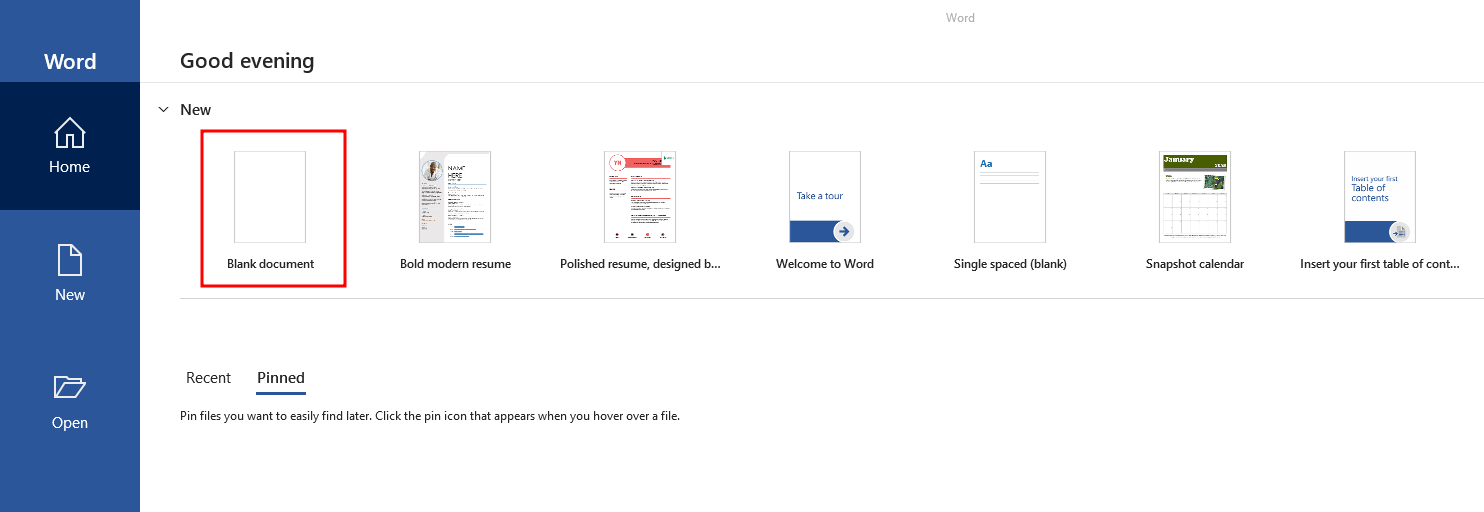 Word
Word
Good evening
New
Home
New
Open
NAME
HERE
YN
Take a tour
Aa
January
Insert your first
Table of
contents
Blank document
Bold modern resume
Polished resume, designed b...
Welcome to Word
Single spaced (blank)
Snapshot calendar
Insert your first table of cont...
Recent
Pinned
Pin files you want to easily find later. Click the pin icon that appears when you hover over a file.